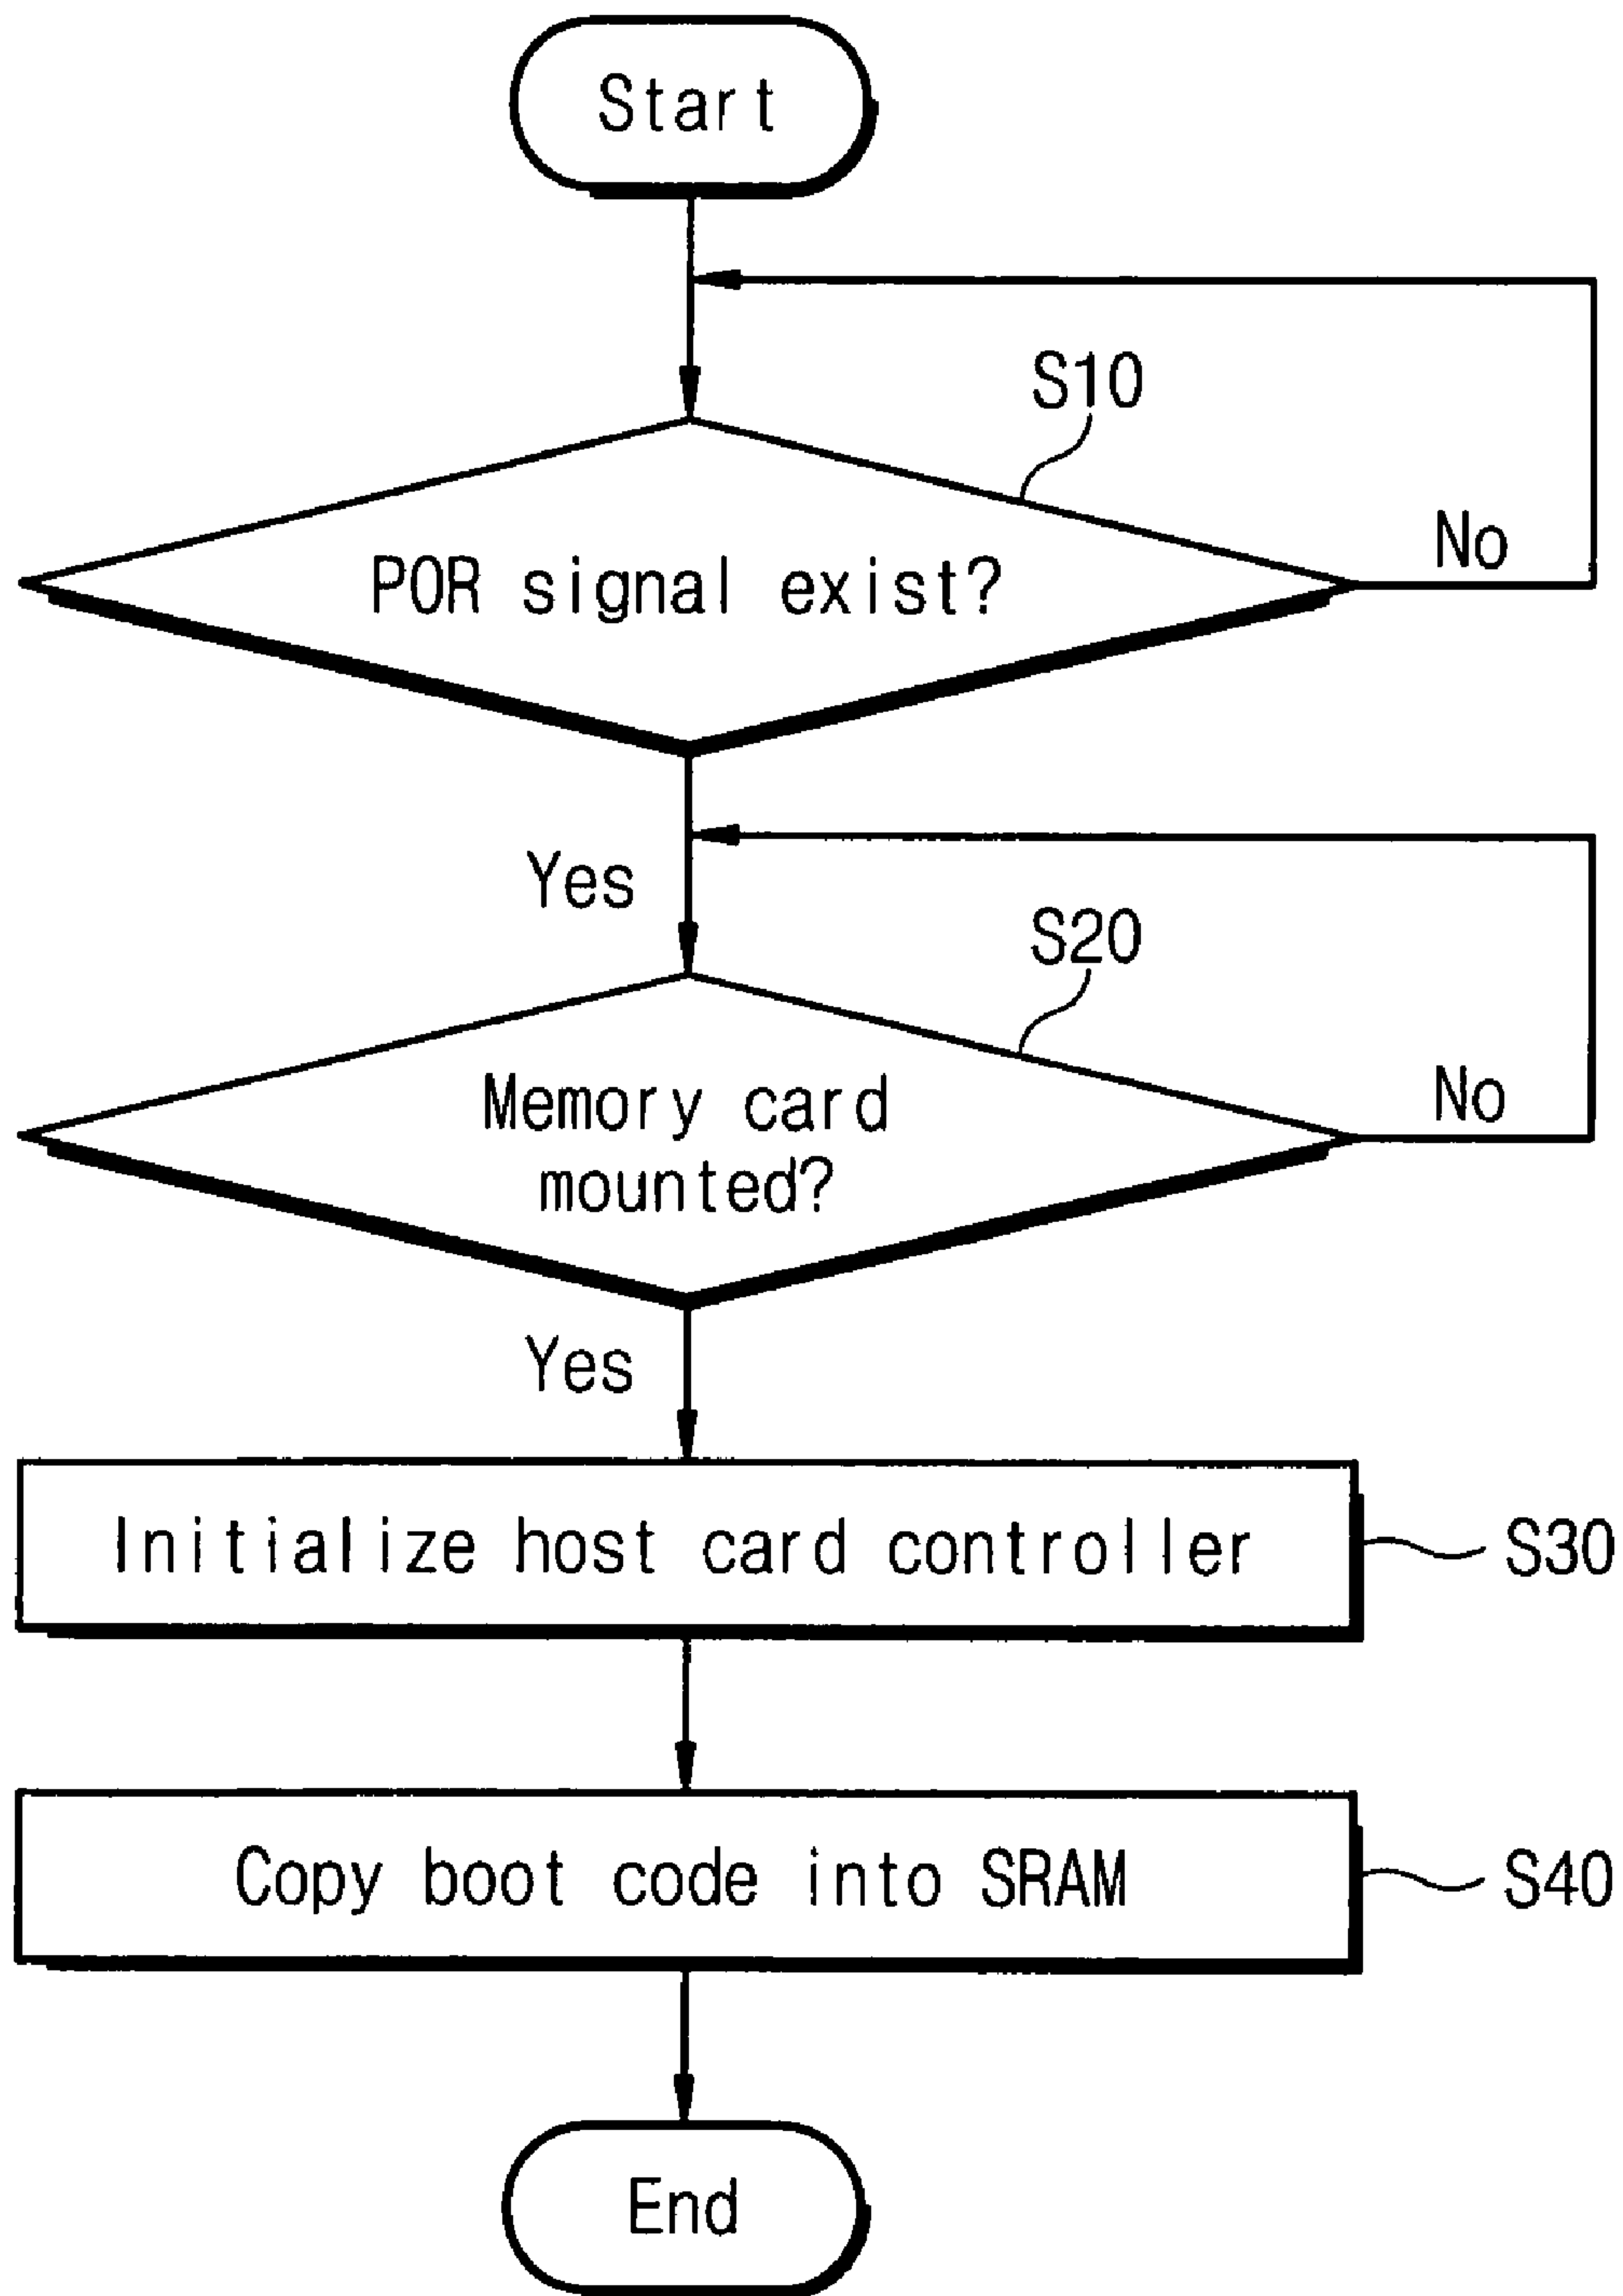 Start
S10
POR signal exist?
No
Yes
S20
Memory card
mounted?
No
Yes
Initialize host card controller
S30
Copy boot code into SRAM
S40
End